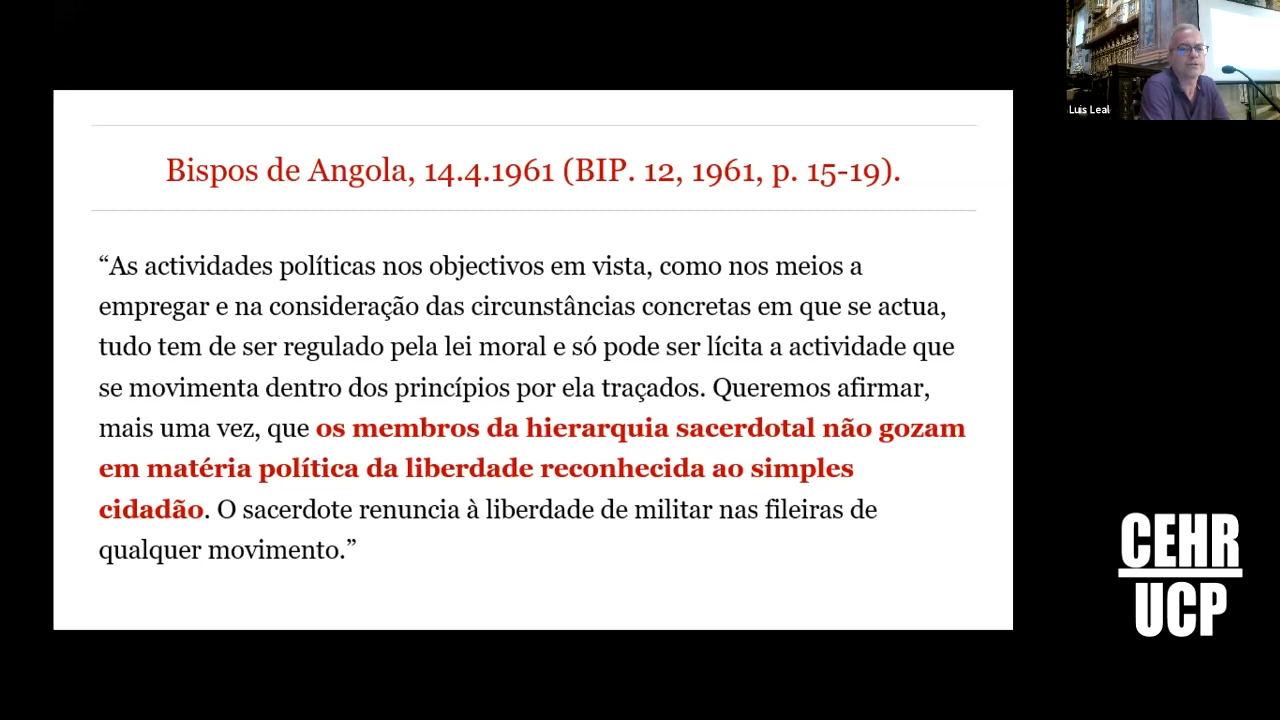 Luis Leal
Bispos de Angola, 14.4.1961 (BIP. 12, 1961, p. 15-19).
“As actividades políticas nos objectivos em vista, como nos meios a
empregar e na consideração das circunstâncias concretas em que se actua,
tudo tem de ser regulado pela lei moral e só pode ser lícita a actividade que
se movimenta dentro dos princípios por ela traçados. Queremos afirmar,
mais uma vez, que os membros da hierarquia sacerdotal não gozam
em matéria política da liberdade reconhecida ao simples
cidadão. O sacerdote renuncia à liberdade de militar nas fileiras de
qualquer movimento.”
CEHR
UCP